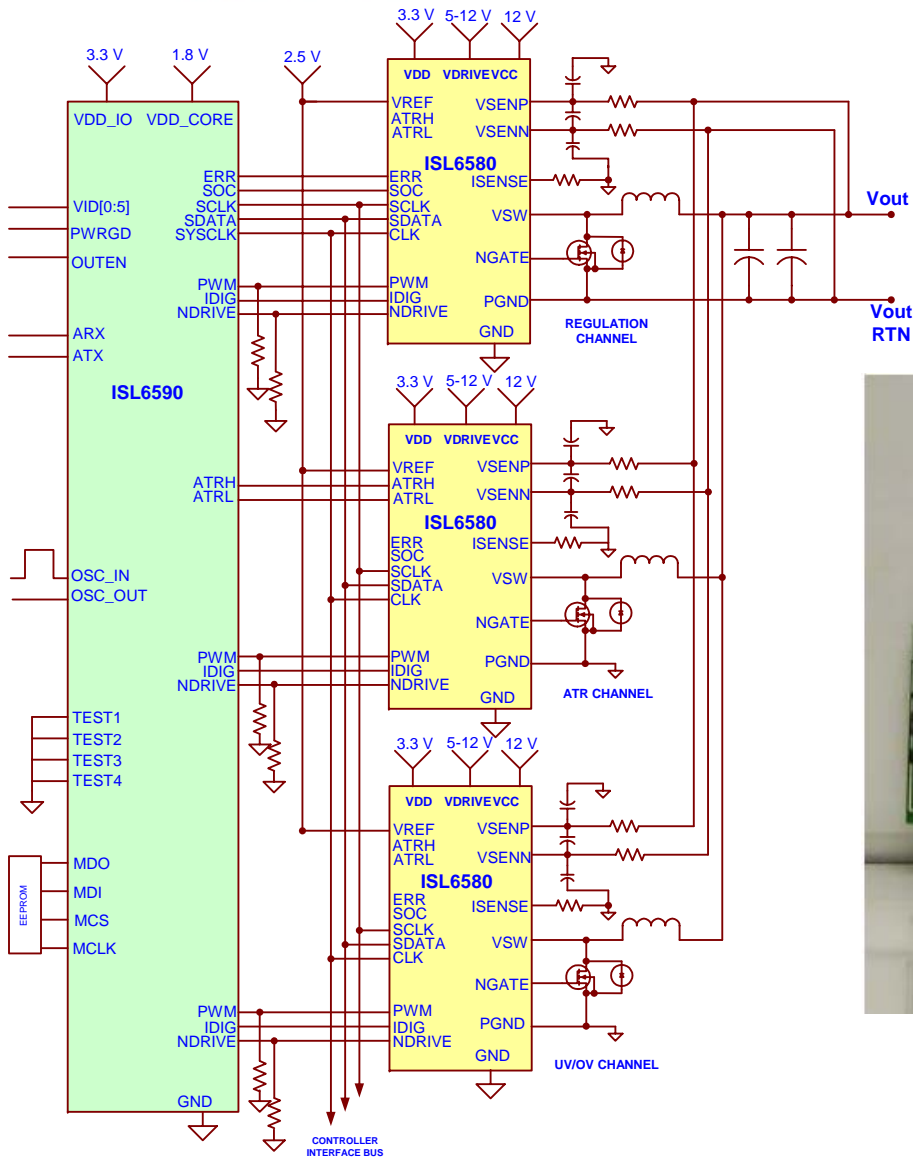 3.3 V
1.8 V
2.5 V
VDD_IO
VDD_CORE
ERR
SOC
SCLK
SDATA
SYSCLK
VID[0:5]
PWRGD
OUTEN
PWM
IDIG
NDRIVE
ARX
ATX
ISL6590
ATRH
ATRL
OSC_IN
OSC_OUT
PWM
IDIG
NDRIVE
TEST1
TEST2
TEST3
TEST4
EEPROM
MDO
MDI
MCS
MCLK
PWM
IDIG
NDRIVE
GND
3.3 V
5-12 V
12 V
VDD
VDRIVE
VCC
VREF
ATRH
ATRL
VSENP
VSENN
ISL6580
ERR
SOC
SCLK
SDATA
CLK
ISENSE
VSW
NGATE
PWM
IDIG
NDRIVE
PGND
GND
REGULATION
CHANNEL
Vout
Vout
RTN
3.3 V
5-12 V
12 V
VDD
VDRIVE
VCC
VREF
ATRH
ATRL
VSENP
VSENN
ISL6580
ERR
SOC
SCLK
SDATA
CLK
ISENSE
VSW
NGATE
PWM
IDIG
NDRIVE
PGND
GND
ATR CHANNEL
3.3 V
5-12 V
12 V
VDD
VDRIVE
VCC
VREF
ATRH
ATRL
VSENP
VSENN
ISL6580
ERR
SOC
SCLK
SDATA
CLK
ISENSE
VSW
NGATE
PWM
IDIG
NDRIVE
PGND
GND
UV/OV CHANNEL
CONTROLLER
INTERFACE BUS